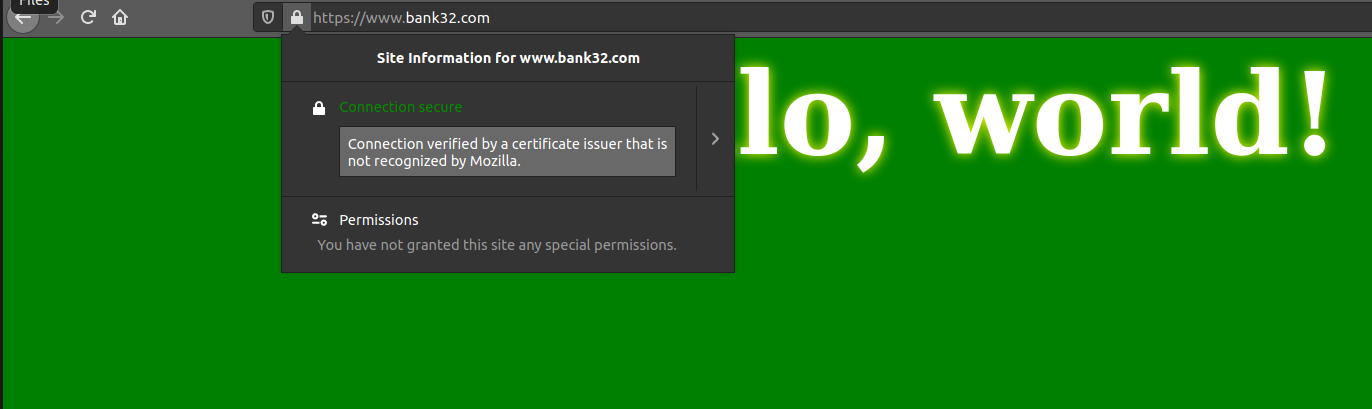 Files
https://www.bank32.com
Site Information for www.bank32.com
lo, world!
Connection secure
Connection verified by a certificate issuer that is
not recognized by Mozilla.
Permissions
You have not granted this site any special permissions.